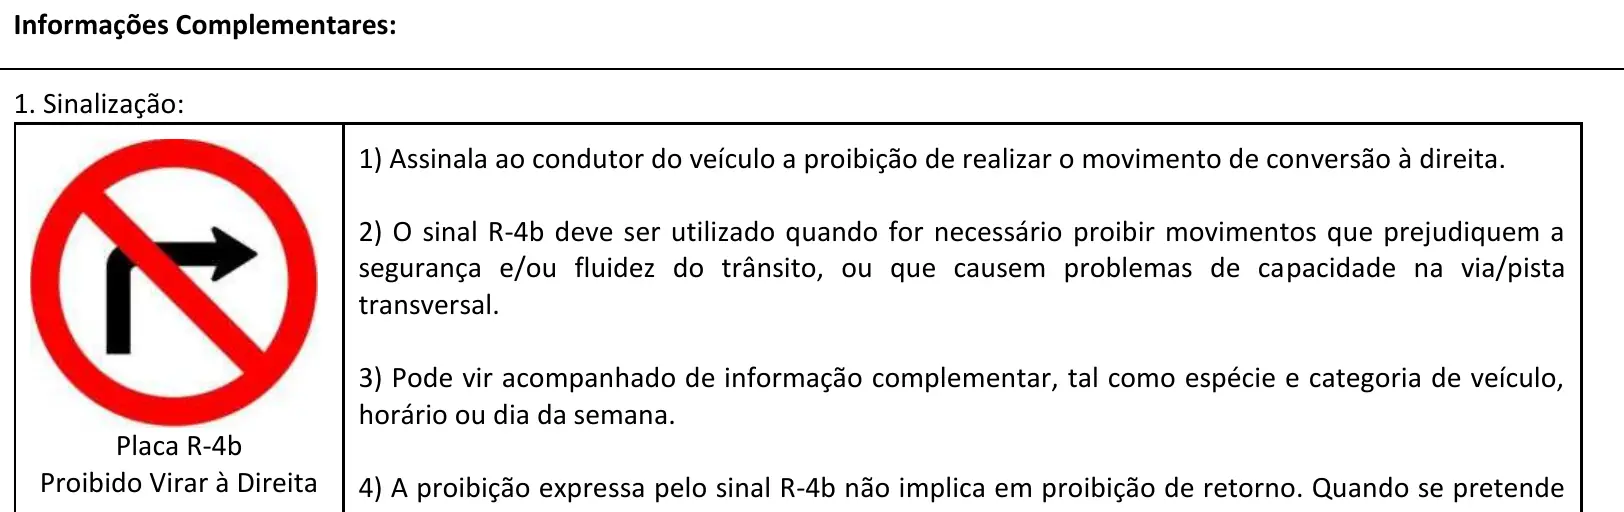 Informações Complementares:
1. Sinalização:
Placa R-4b
Proibido Virar à Direita
1) Assinala ao condutor do veículo a proibição de realizar o movimento de conversão à direita.
2) O sinal R-4b deve ser utilizado quando for necessário proibir movimentos que prejudiquem a
segurança e/ou fluidez do trânsito, ou que causem problemas de capacidade na via/pista
transversal.
3) Pode vir acompanhado de informação complementar, tal como espécie e categoria de veículo,
horário ou dia da semana.
4) A proibição expressa pelo sinal R-4b não implica em proibição de retorno. Quando se pretende